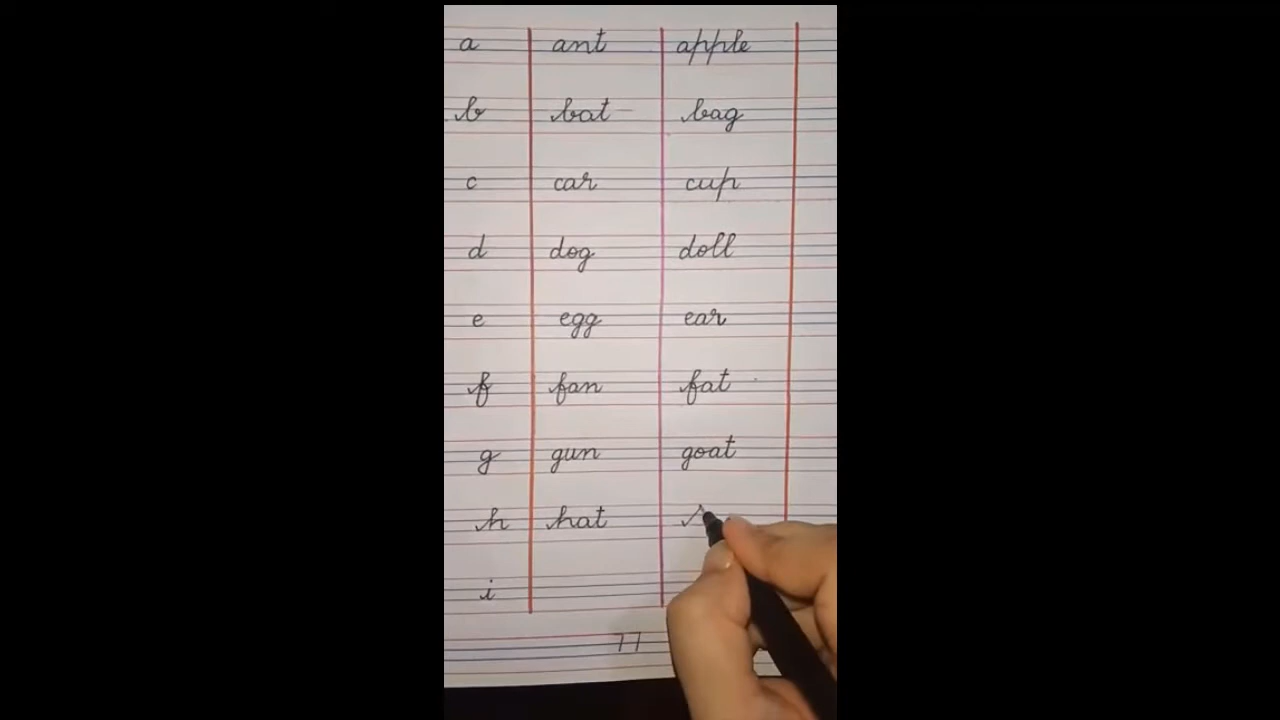 a ant apple
b bat bag
c car cup
d dog doll
e egg ear
f fan fat
g gun goat
h hat
i
77